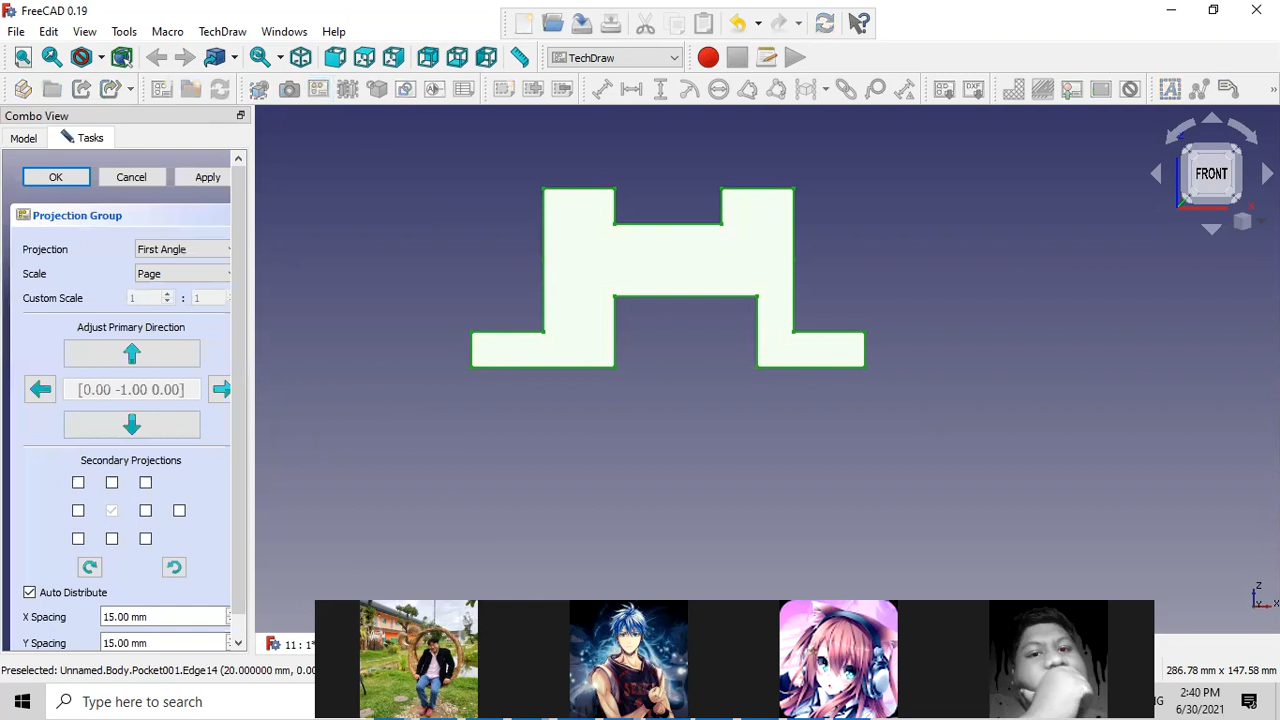 FreeCAD 0.19
File Edit View Tools Macro TechDraw Windows Help
TechDraw
DXF
Combo View
Model Tasks
OK Cancel Apply
Projection Group
Projection First Angle
Scale Page
Custom Scale 1 : 1
Adjust Primary Direction
[0.00 -1.00 0.00]
Secondary Projections
Auto Distribute
X Spacing 15.00 mm
Y Spacing 15.00 mm
FRONT
Z
X
Y
11 : 1
Preselected: Unnamed.Body.Pocket001.Edge14 (20.000000 mm, 0.00
286.78 mm x 147.58 mm
Type here to search
2:40 PM
6/30/2021